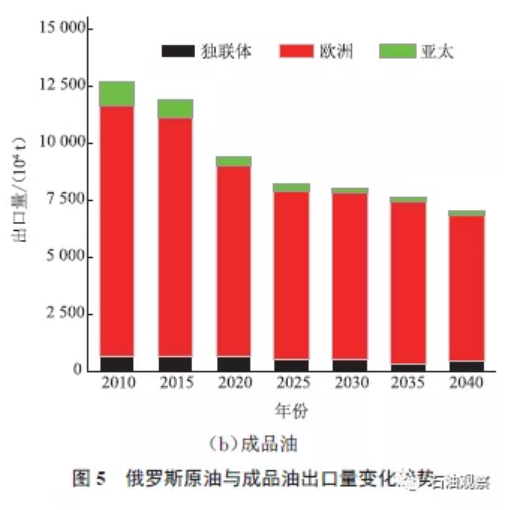 15 000
独联体 欧洲 亚太
12 500
10 000
7 500
5 000
2 500
0
出口量/(10⁴t)
2010 2015 2020 2025 2030 2035 2040
年份
(b)成品油
图 5 俄罗斯原油与成品油出口量变化趋势
石油观察